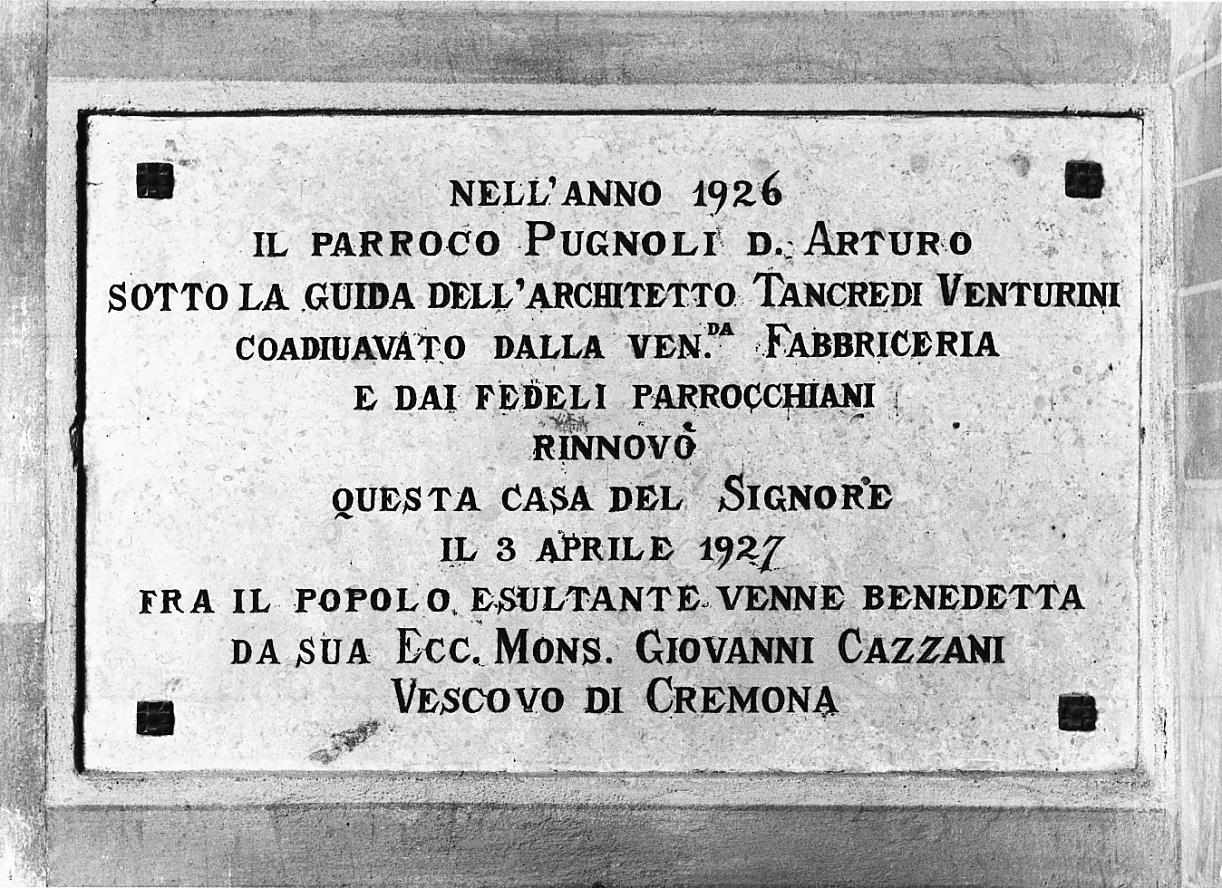 NELL'ANNO 1926
IL PARROCO PUGNOLI D. ARTURO
SOTTO LA GUIDA DELL'ARCHITETTO TANCREDI VENTURINI
COADIUAVATO DALLA VEN.DA FABBRICERIA
E DAI FEDELI PARROCCHIANI
RINNOVÒ
QUESTA CASA DEL SIGNORE
IL 3 APRILE 1927
FRA IL POPOLO ESULTANTE VENNE BENEDETTA
DA SUA ECC. MONS. GIOVANNI CAZZANI
VESCOVO DI CREMONA